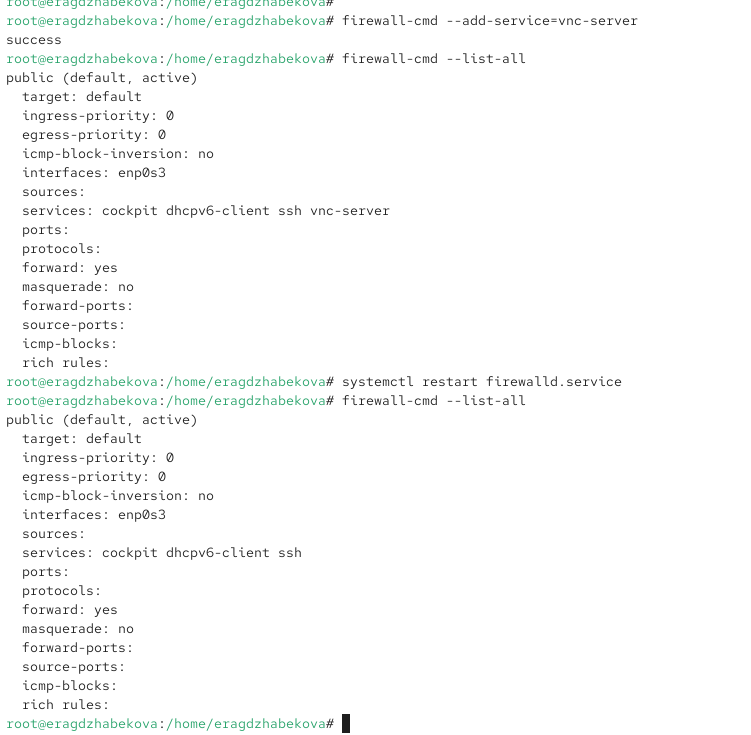 root@eragdzhabekova:/home/eragdzhabekova#
root@eragdzhabekova:/home/eragdzhabekova# firewall-cmd --add-service=vnc-server
success
root@eragdzhabekova:/home/eragdzhabekova# firewall-cmd --list-all
public (default, active)
  target: default
  ingress-priority: 0
  egress-priority: 0
  icmp-block-inversion: no
  interfaces: enp0s3
  sources:
  services: cockpit dhcpv6-client ssh vnc-server
  ports:
  protocols:
  forward: yes
  masquerade: no
  forward-ports:
  source-ports:
  icmp-blocks:
  rich rules:
root@eragdzhabekova:/home/eragdzhabekova# systemctl restart firewalld.service
root@eragdzhabekova:/home/eragdzhabekova# firewall-cmd --list-all
public (default, active)
  target: default
  ingress-priority: 0
  egress-priority: 0
  icmp-block-inversion: no
  interfaces: enp0s3
  sources:
  services: cockpit dhcpv6-client ssh
  ports:
  protocols:
  forward: yes
  masquerade: no
  forward-ports:
  source-ports:
  icmp-blocks:
  rich rules:
root@eragdzhabekova:/home/eragdzhabekova#